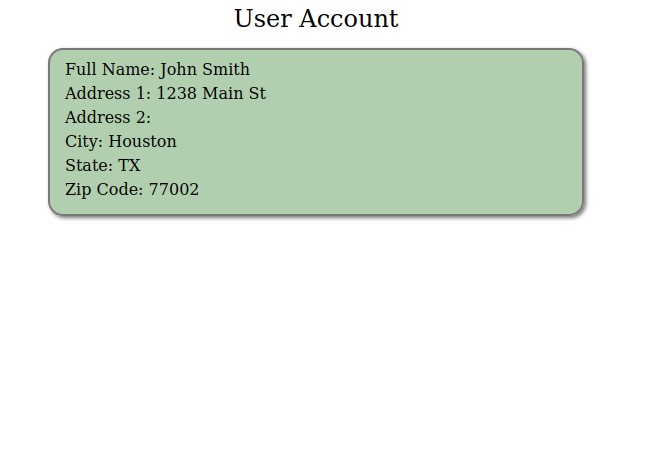 User Account
Full Name: John Smith
Address 1: 1238 Main St
Address 2:
City: Houston
State: TX
Zip Code: 77002